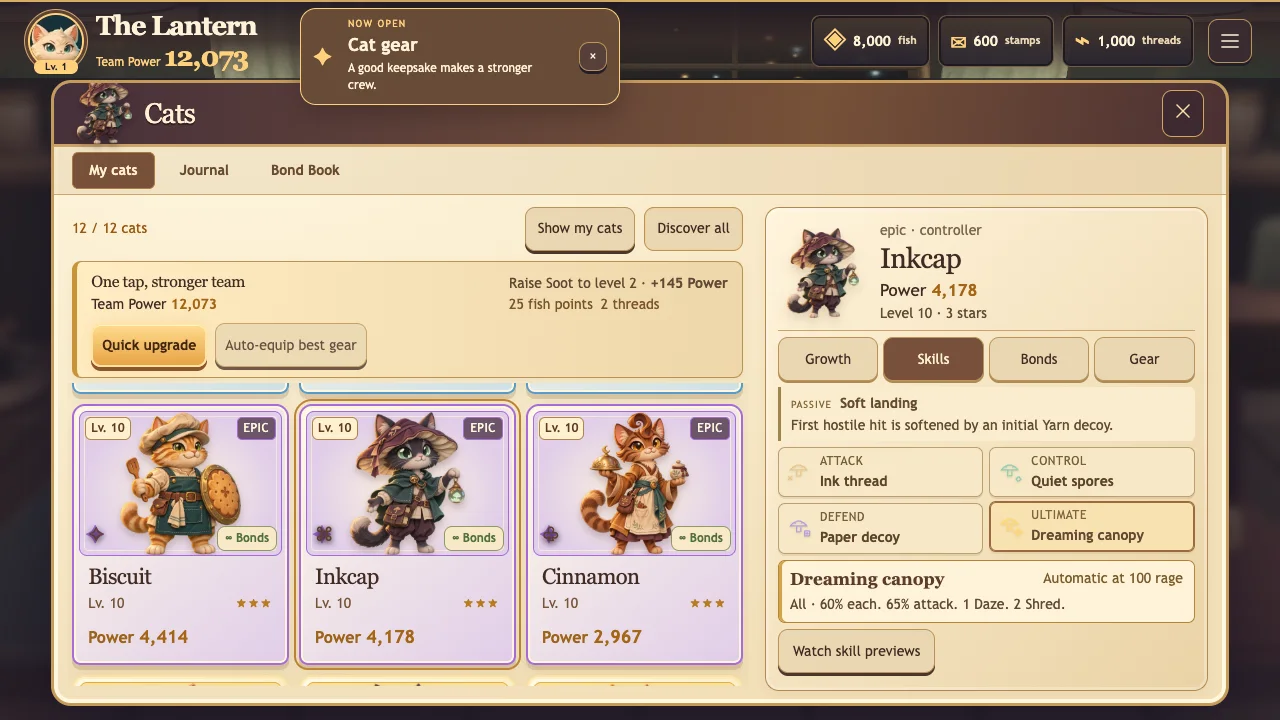 The Lantern
Team Power 12,073
Lv. 1
NOW OPEN
Cat gear
A good keepsake makes a stronger
crew.
×
8,000 fish
600 stamps
1,000 threads
Cats
My cats
Journal
Bond Book
12 / 12 cats
Show my cats
Discover all
One tap, stronger team
Team Power 12,073
Raise Soot to level 2 · +145 Power
25 fish points 2 threads
Quick upgrade
Auto-equip best gear
Lv. 10
EPIC
∞ Bonds
Biscuit
Lv. 10
★★★
Power 4,414
Lv. 10
EPIC
∞ Bonds
Inkcap
Lv. 10
★★★
Power 4,178
Lv. 10
EPIC
∞ Bonds
Cinnamon
Lv. 10
★★★
Power 2,967
epic · controller
Inkcap
Power 4,178
Level 10 · 3 stars
Growth
Skills
Bonds
Gear
PASSIVE Soft landing
First hostile hit is softened by an initial Yarn decoy.
ATTACK
Ink thread
CONTROL
Quiet spores
DEFEND
Paper decoy
ULTIMATE
Dreaming canopy
Dreaming canopy
Automatic at 100 rage
All · 60% each. 65% attack. 1 Daze. 2 Shred.
Watch skill previews